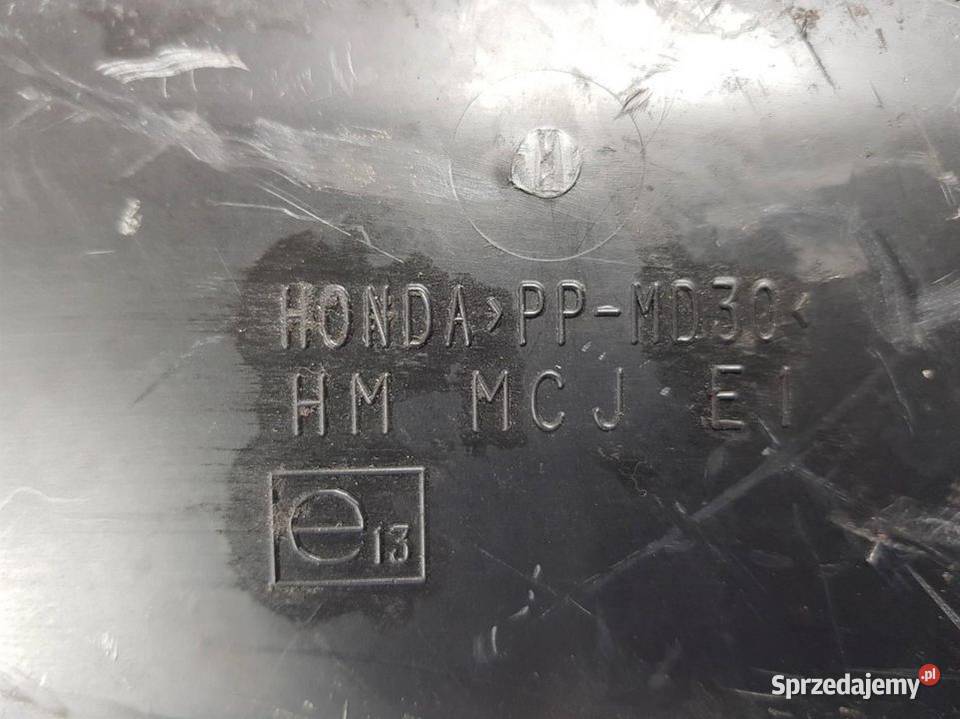 H
HONDA >PP-MD30<
HM MCJ E1
e13
Sprzedajemy.pl